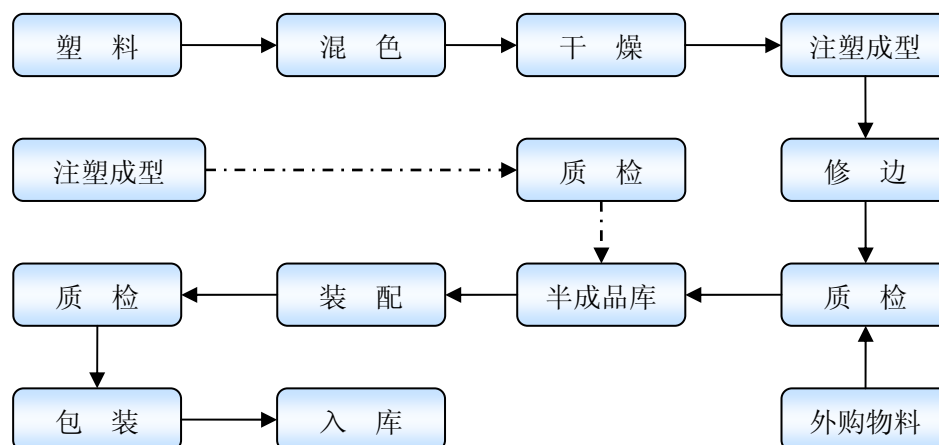 塑 料
混 色
干 燥
注塑成型
注塑成型
质 检
修 边
质 检
装 配
半成品库
质 检
包 装
入 库
外购物料